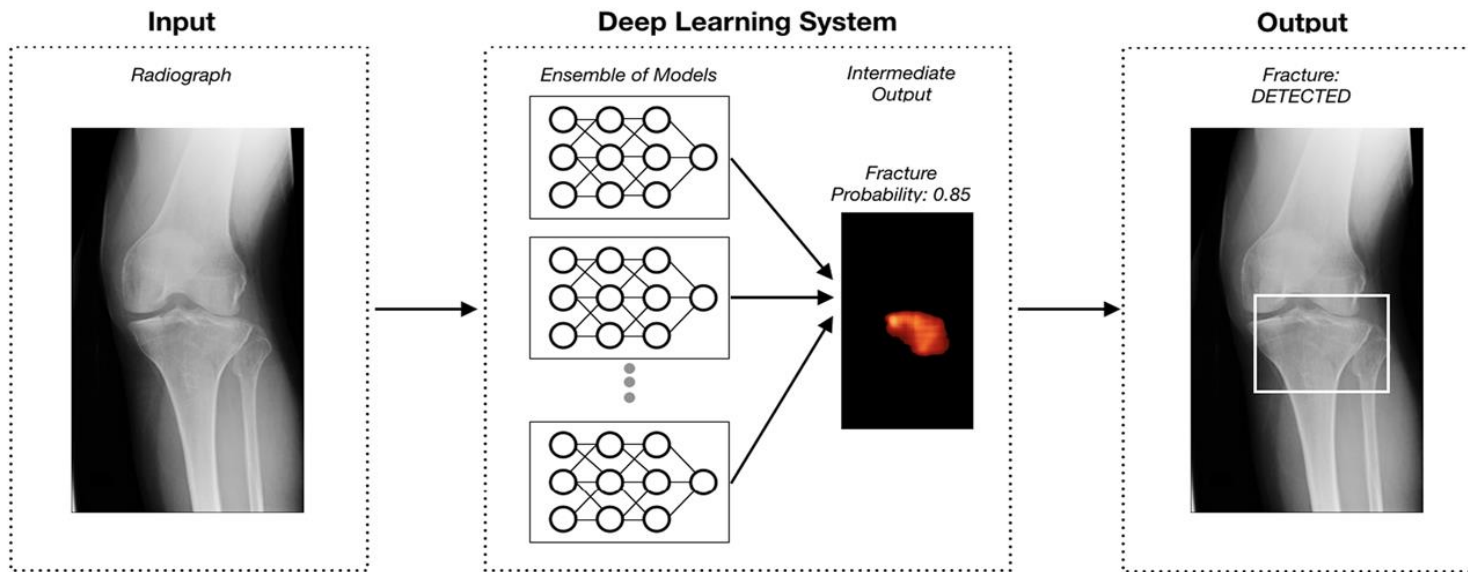 Input
Deep Learning System
Output
Radiograph
Ensemble of Models
Intermediate
Output
Fracture
Probability: 0.85
Fracture:
DETECTED